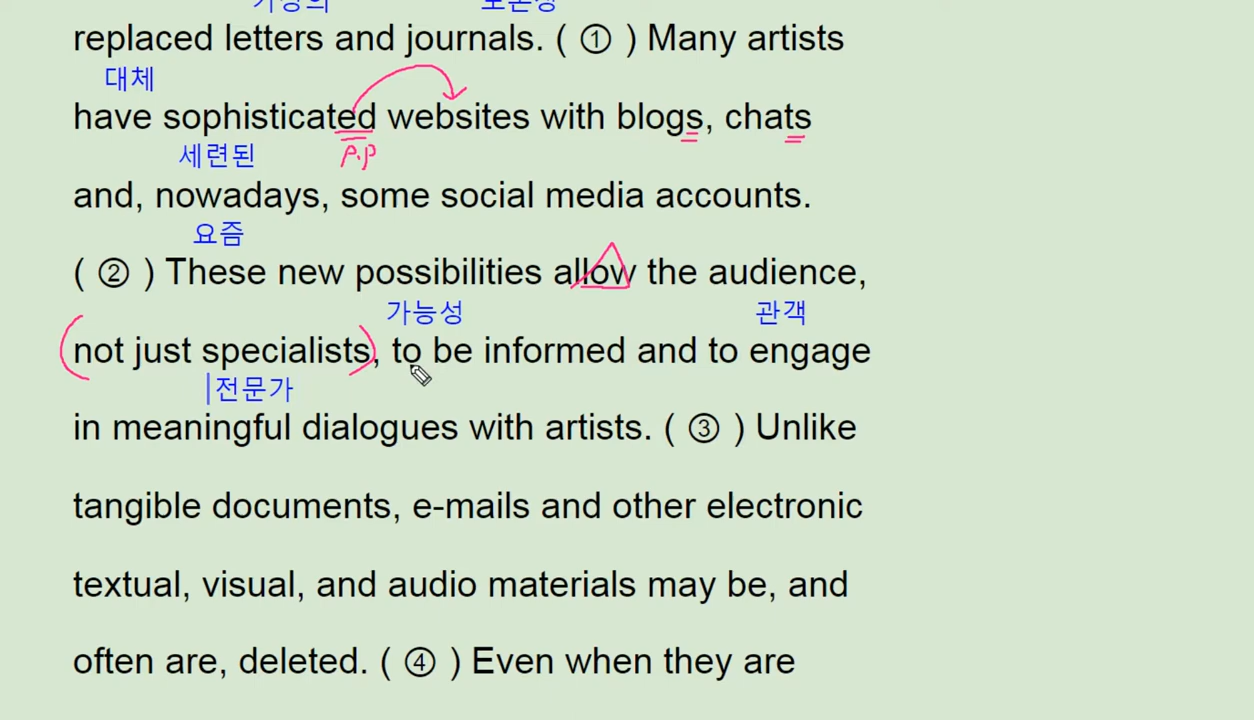 replaced letters and journals. ( ① ) Many artists
대체
have sophisticated websites with blogs, chats
세련된 P.P
and, nowadays, some social media accounts.
요즘
( ② ) These new possibilities allow the audience,
가능성 관객
not just specialists, to be informed and to engage
전문가
in meaningful dialogues with artists. ( ③ ) Unlike
tangible documents, e-mails and other electronic
textual, visual, and audio materials may be, and
often are, deleted. ( ④ ) Even when they are